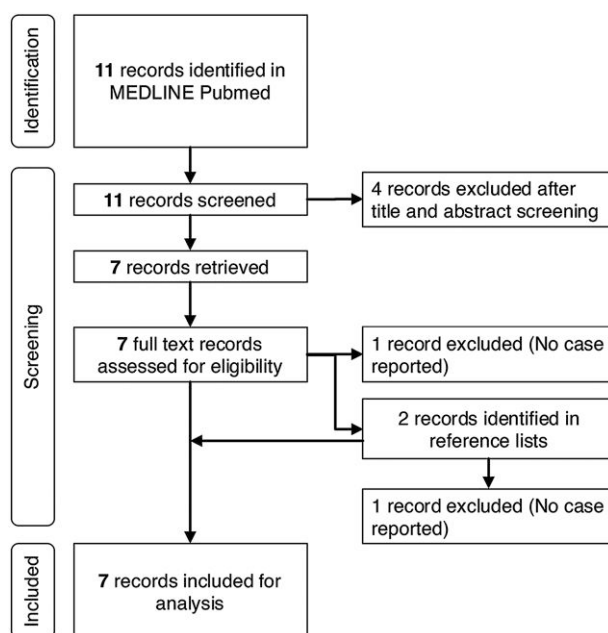 Identification
11 records identified in
MEDLINE Pubmed
Screening
11 records screened
4 records excluded after
title and abstract screening
7 records retrieved
7 full text records
assessed for eligibility
1 record excluded (No case
reported)
2 records identified in
reference lists
1 record excluded (No case
reported)
Included
7 records included for
analysis